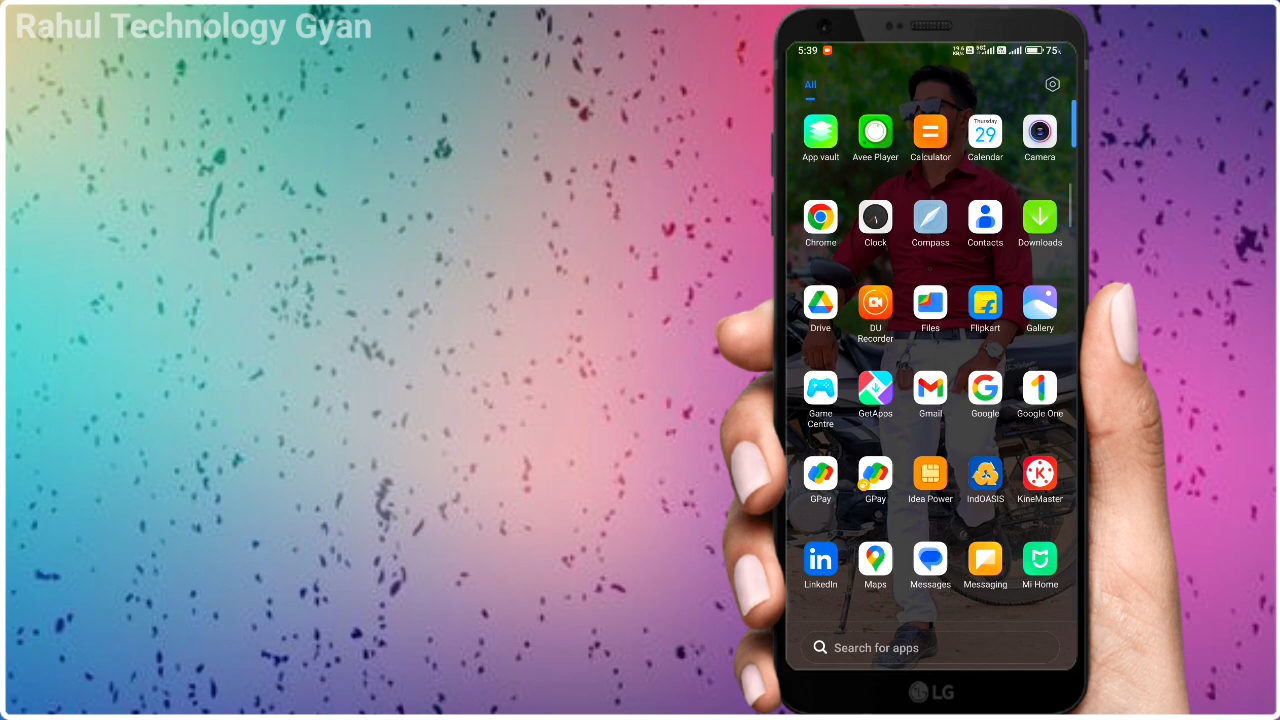 Rahul Technology Gyan
5:39
75
All
Thursday
29
App vault
Avee Player
Calculator
Calendar
Camera
Chrome
Clock
Compass
Contacts
Downloads
Drive
DU
Recorder
Files
Flipkart
Gallery
Game
Centre
GetApps
Gmail
Google
Google One
GPay
GPay
Idea Power
IndOASIS
KineMaster
LinkedIn
Maps
Messages
Messaging
Mi Home
Search for apps
LG